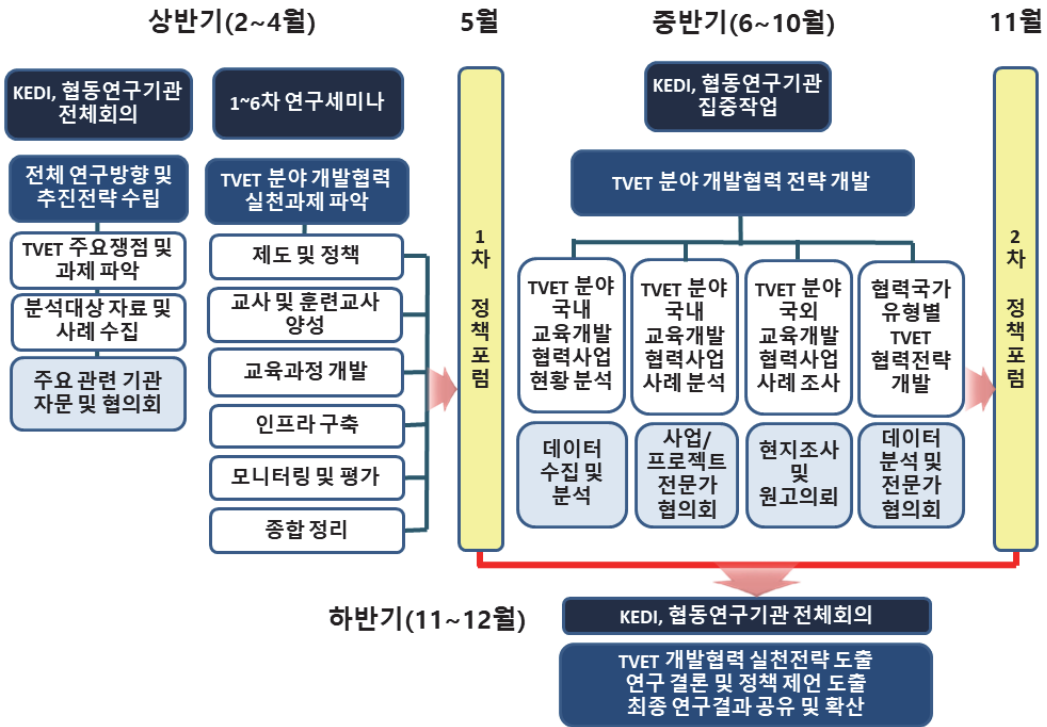 상반기(2~4월)
5월
중반기(6~10월)
11월
KEDI, 협동연구기관
전체회의
1~6차 연구세미나
KEDI, 협동연구기관
집중작업
전체 연구방향 및
추진전략 수립
TVET 주요쟁점 및
과제 파악
분석대상 자료 및
사례 수집
주요 관련 기관
자문 및 협의회
TVET 분야 개발협력
실천과제 파악
제도 및 정책
교사 및 훈련교사
양성
교육과정 개발
인프라 구축
모니터링 및 평가
종합 정리
1
차
정
책
포
럼
TVET 분야 개발협력 전략 개발
TVET 분야
국내
교육개발
협력사업
현황 분석
데이터
수집 및
분석
TVET 분야
국내
교육개발
협력사업
사례 분석
사업/
프로젝트
전문가
협의회
TVET 분야
국외
교육개발
협력사업
사례 조사
현지조사
및
원고의뢰
협력국가
유형별
TVET
협력전략
개발
데이터
분석 및
전문가
협의회
2
차
정
책
포
럼
하반기(11~12월)
KEDI, 협동연구기관 전체회의
TVET 개발협력 실천전략 도출
연구 결론 및 정책 제언 도출
최종 연구결과 공유 및 확산